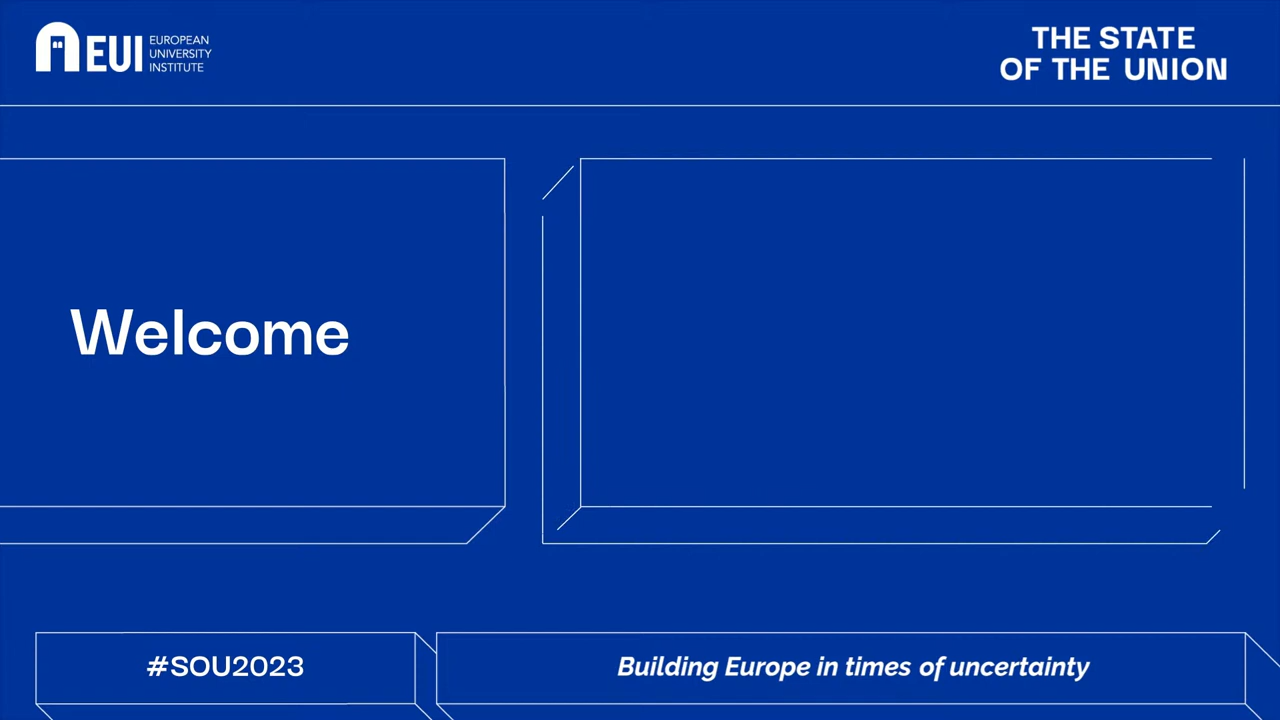 EUI
EUROPEAN
UNIVERSITY
INSTITUTE
THE STATE
OF THE UNION
Welcome
#SOU2023
Building Europe in times of uncertainty